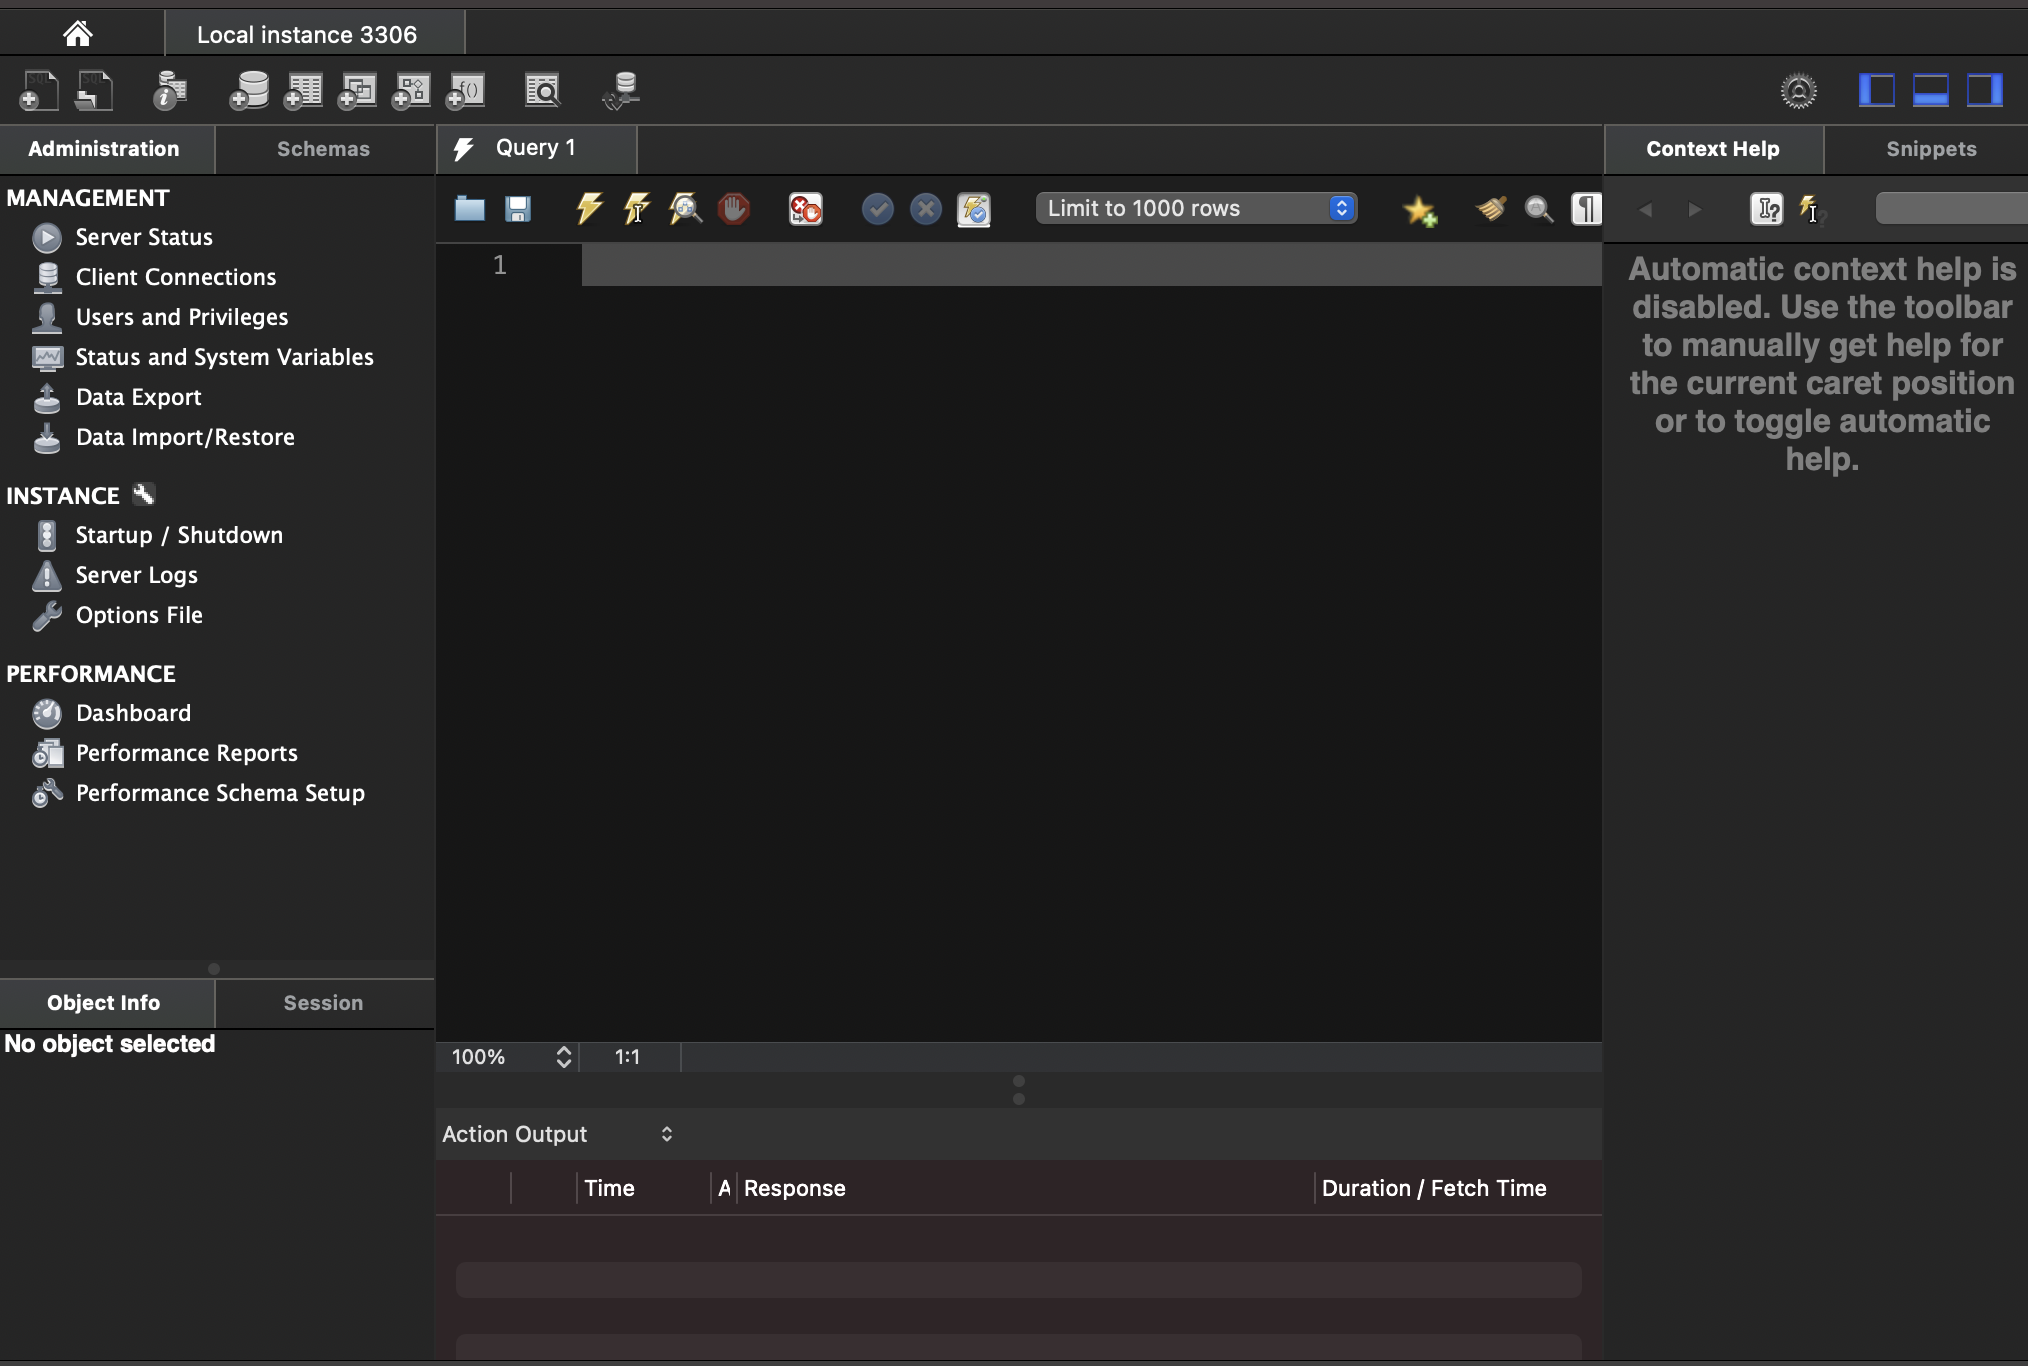 Local instance 3306
Administration
Schemas
Query 1
Context Help
Snippets
MANAGEMENT
Server Status
Client Connections
Users and Privileges
Status and System Variables
Data Export
Data Import/Restore
INSTANCE
Startup / Shutdown
Server Logs
Options File
PERFORMANCE
Dashboard
Performance Reports
Performance Schema Setup
Object Info
Session
No object selected
Limit to 1000 rows
1
100%
1:1
Action Output
Time
A
Response
Duration / Fetch Time
Automatic context help is
disabled. Use the toolbar
to manually get help for
the current caret position
or to toggle automatic
help.